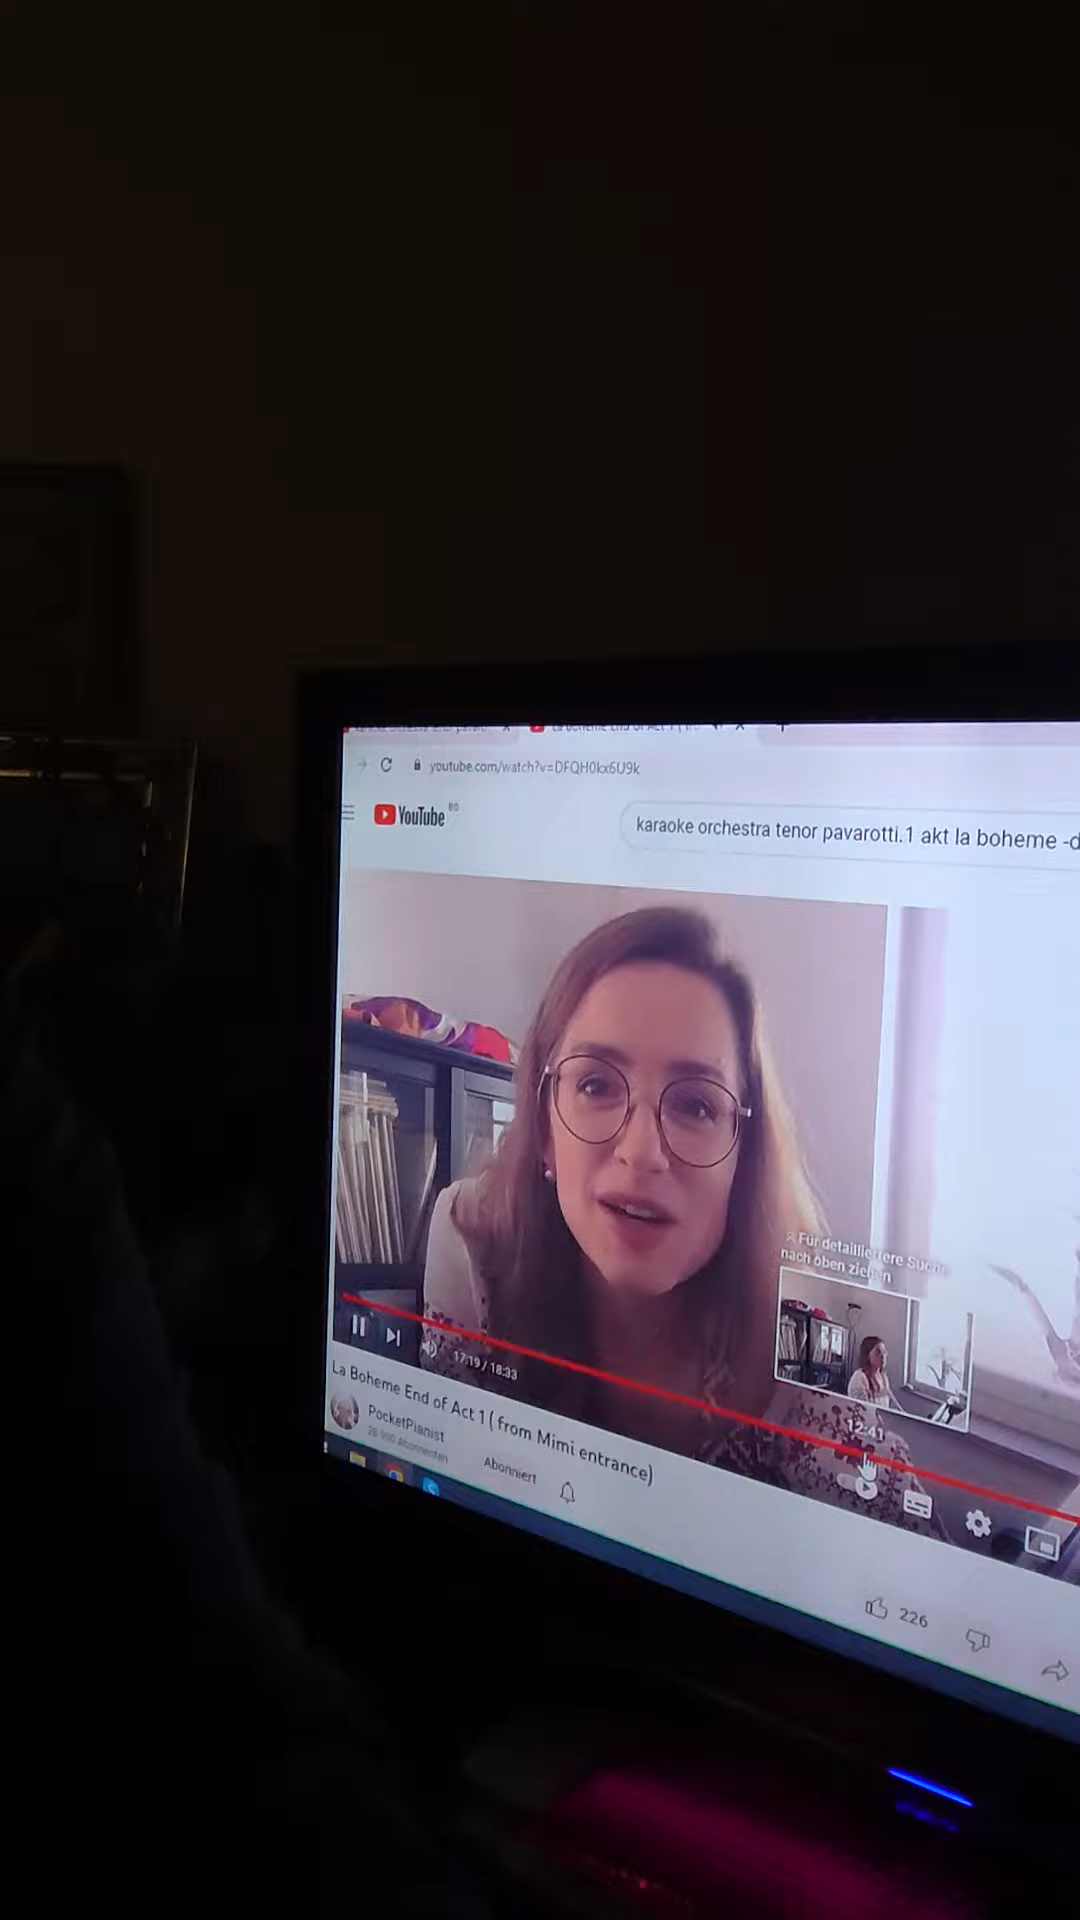 youtube.com/watch?v=DFQH0kx6U9k
YouTube
karaoke orchestra tenor pavarotti.1 akt la boheme -d
Für detailliertere Suche
nach oben ziehen
17:19 / 18:33
12:41
La Boheme End of Act 1 ( from Mimi entrance)
PocketPianist
Abonniert
226